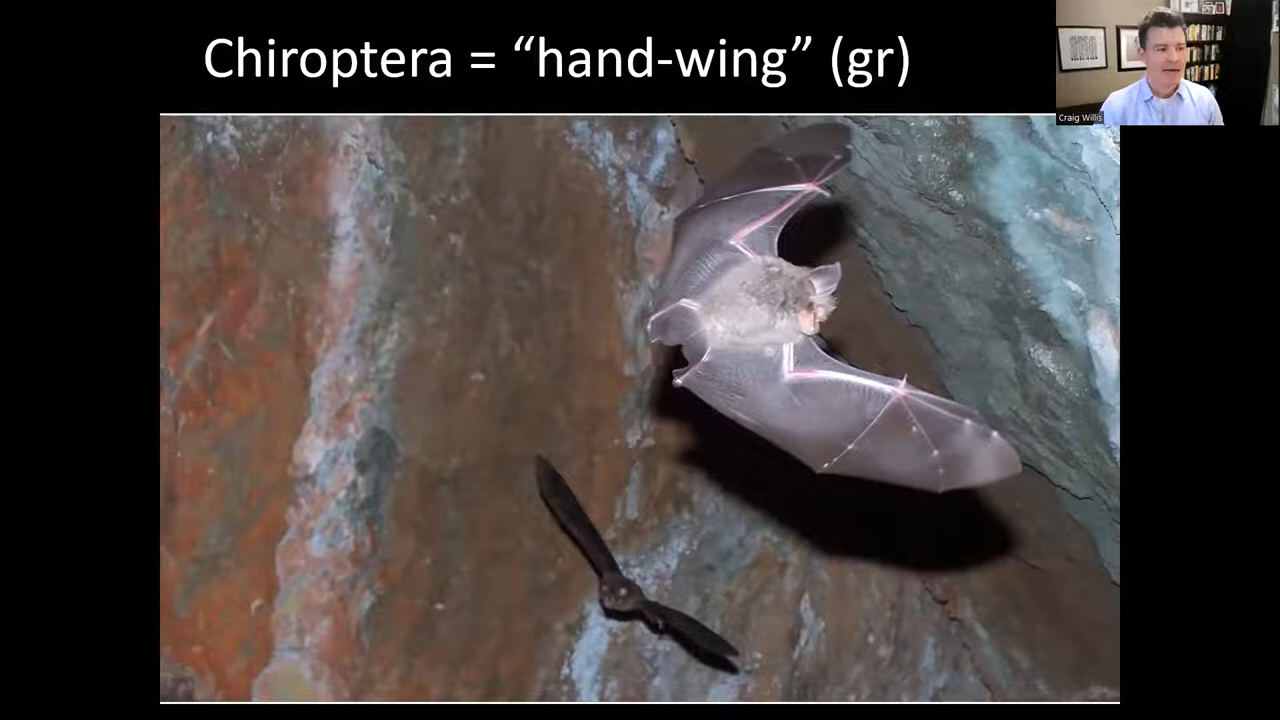 Chiroptera = “hand-wing” (gr)
Craig Willis